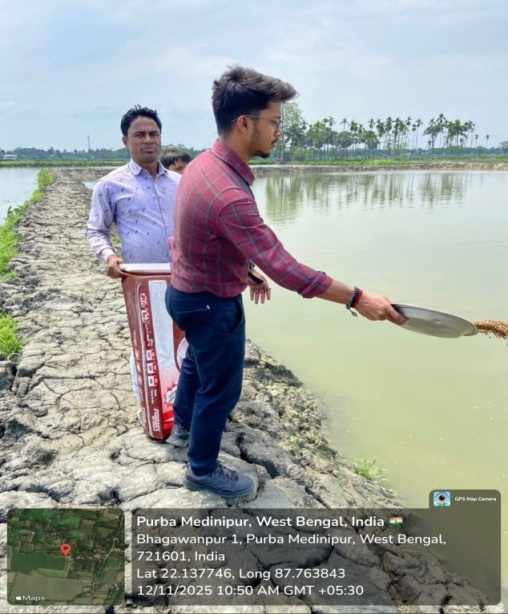 GPS Map Camera
Purba Medinipur, West Bengal, India 🇮🇳
Bhagawanpur 1, Purba Medinipur, West Bengal,
721601, India
Lat 22.137746, Long 87.763843
12/11/2025 10:50 AM GMT +05:30
Maps